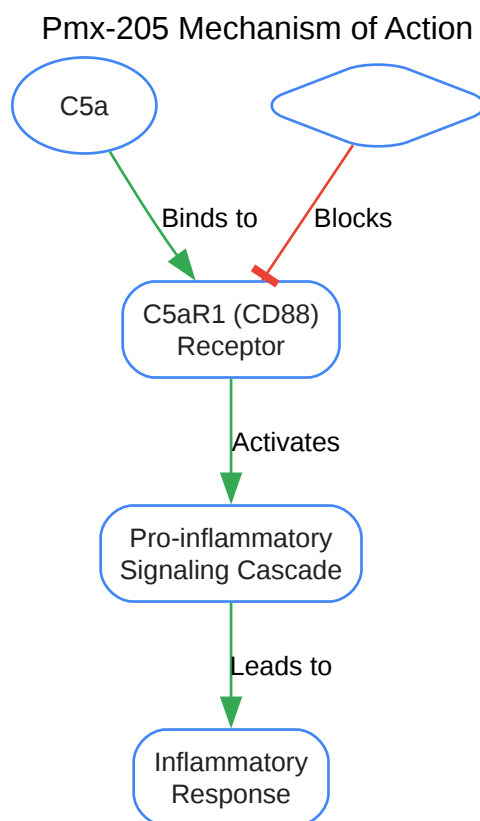 Pmx-205 Mechanism of Action
C5a
Binds to
Blocks
C5aR1 (CD88)
Receptor
Activates
Pro-inflammatory
Signaling Cascade
Leads to
Inflammatory
Response